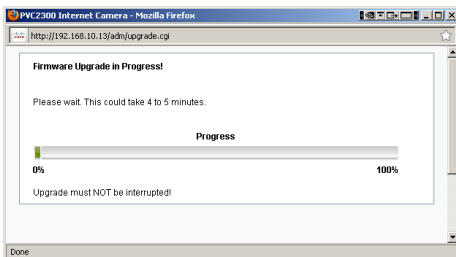 PVC2300 Internet Camera - Mozilla Firefox
http://192.168.10.13/adm/upgrade.cgi
Firmware Upgrade in Progress!
Please wait. This could take 4 to 5 minutes.
Progress
0% 100%
Upgrade must NOT be interrupted!
Done